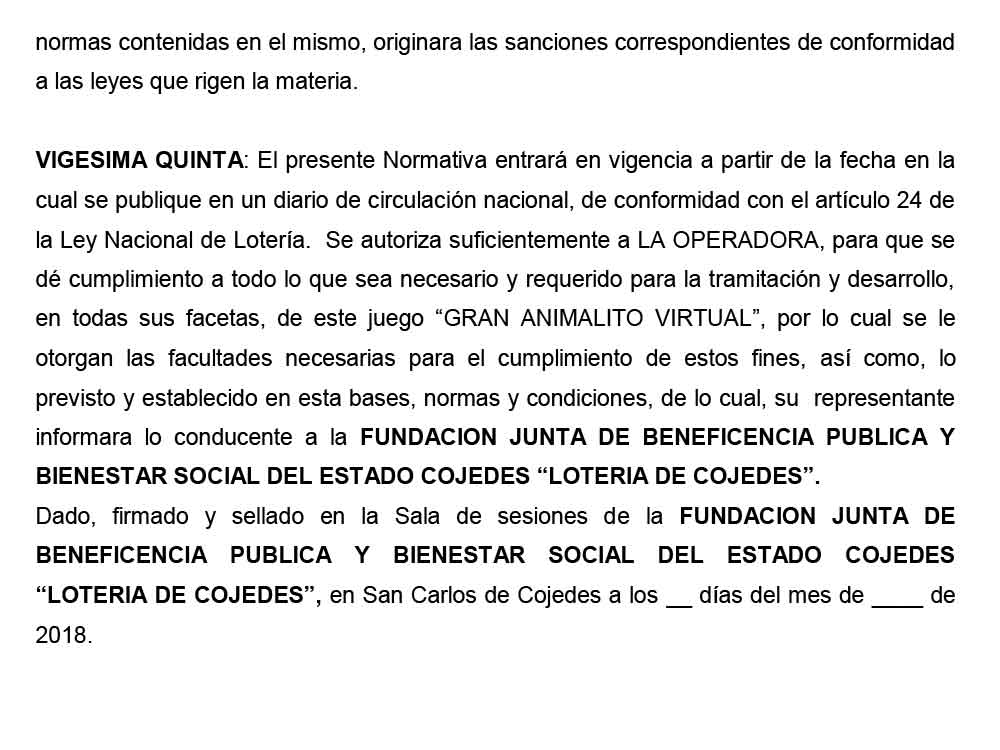 normas contenidas en el mismo, originara las sanciones correspondientes de conformidad
a las leyes que rigen la materia.
VIGESIMA QUINTA: El presente Normativa entrará en vigencia a partir de la fecha en la
cual se publique en un diario de circulación nacional, de conformidad con el artículo 24 de
la Ley Nacional de Lotería.  Se autoriza suficientemente a LA OPERADORA, para que se
dé cumplimiento a todo lo que sea necesario y requerido para la tramitación y desarrollo,
en todas sus facetas, de este juego “GRAN ANIMALITO VIRTUAL”, por lo cual se le
otorgan las facultades necesarias para el cumplimiento de estos fines, así como, lo
previsto y establecido en esta bases, normas y condiciones, de lo cual, su  representante
informara lo conducente a la FUNDACION JUNTA DE BENEFICENCIA PUBLICA Y
BIENESTAR SOCIAL DEL ESTADO COJEDES “LOTERIA DE COJEDES”.
Dado, firmado y sellado en la Sala de sesiones de la FUNDACION JUNTA DE
BENEFICENCIA PUBLICA Y BIENESTAR SOCIAL DEL ESTADO COJEDES
“LOTERIA DE COJEDES”, en San Carlos de Cojedes a los __ días del mes de ____ de
2018.